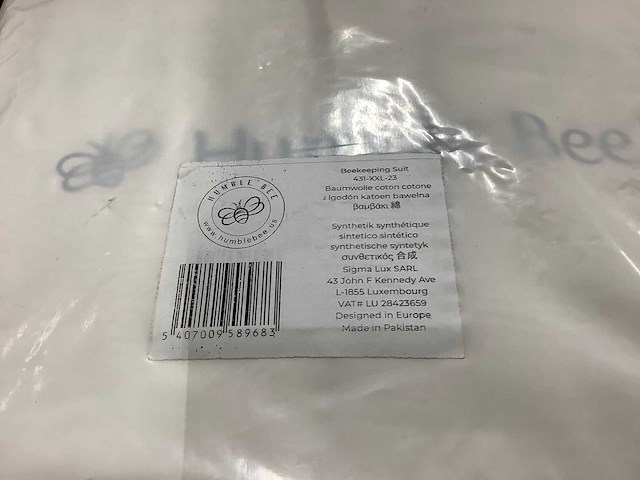 Hum Bee
HUMBLE BEE
www.humblebee.us
5 407009 589683
Beekeeping Suit
431-XXL-23
Baumwolle coton cotone
lgodón katoen bawełna
βαμβάκι 綿
Synthetik synthétique
sintetico sintético
synthetische syntetyk
συνθετικός 合成
Sigma Lux SARL
43 John F Kennedy Ave
L-1855 Luxembourg
VAT# LU 28423659
Designed in Europe
Made in Pakistan